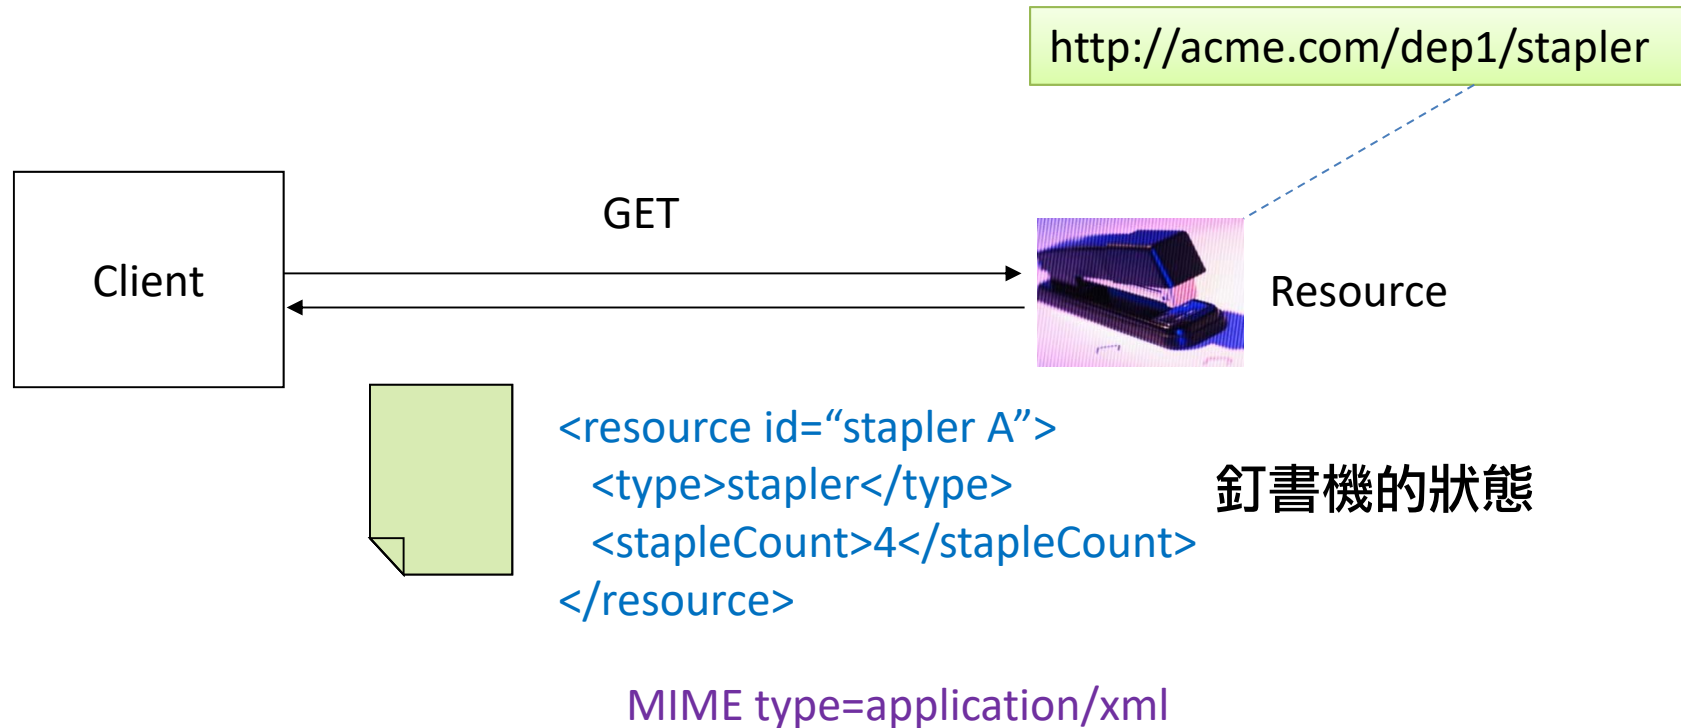 http://acme.com/dep1/stapler
GET
Client
Resource
<resource id=“stapler A”>
<type>stapler</type>
<stapleCount>4</stapleCount>
</resource>
釘書機的狀態
MIME type=application/xml